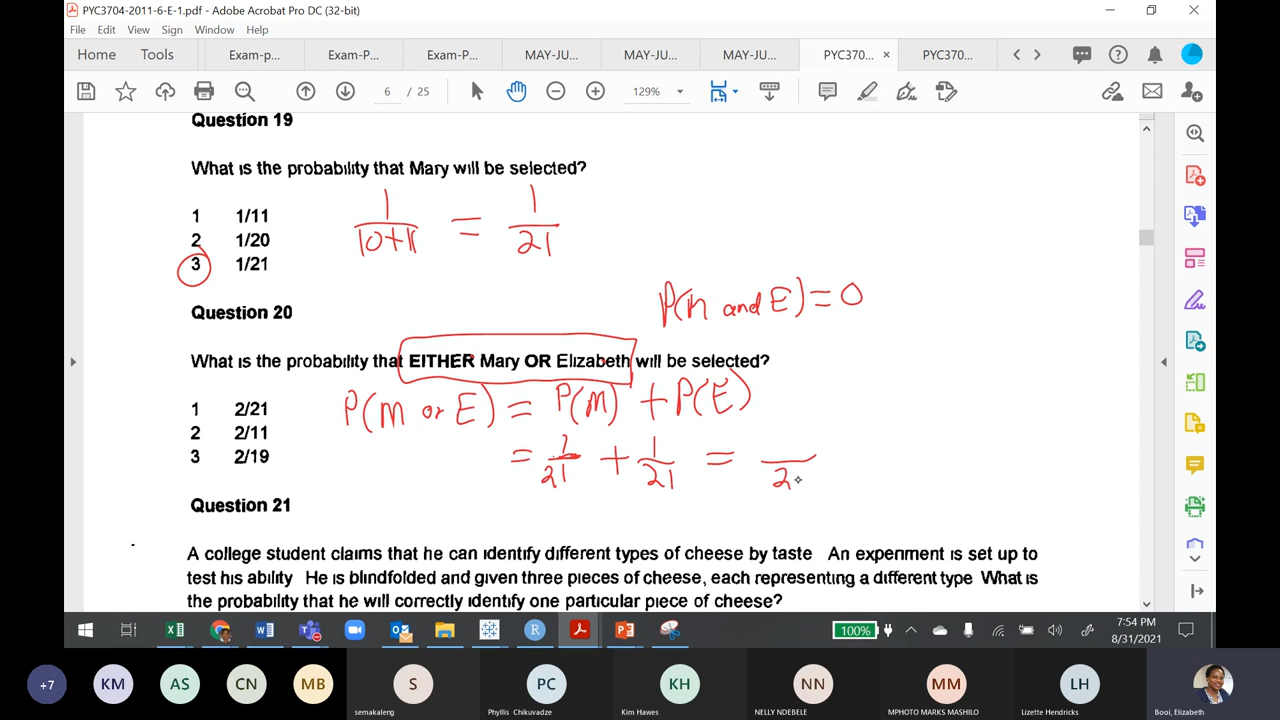 PYC3704-2011-6-E-1.pdf - Adobe Acrobat Pro DC (32-bit)
File Edit View Sign Window Help
Home Tools Exam-p... Exam-P... Exam-P... MAY-JU... MAY-JU... MAY-JU... PYC370... × PYC370...
6 / 25 129%
Question 19
What is the probability that Mary will be selected?
1 1/11
2 1/20
3 1/21
1/10+11 = 1/21
P(M and E) = 0
Question 20
What is the probability that EITHER Mary OR Elizabeth will be selected?
P(M or E) = P(M) + P(E)
1 2/21
2 2/11
3 2/19
= 1/21 + 1/21 = /2
Question 21
A college student claims that he can identify different types of cheese by taste An experiment is set up to
test his ability He is blindfolded and given three pieces of cheese, each representing a different type What is
the probability that he will correctly identify one particular piece of cheese?
100% 7:54 PM
8/31/2021
+7 KM AS CN MB S PC KH NN MM LH
semakaleng Phyllis Chikuvadze Kim Hawes NELLY NDEBELE MPHOTO MARKS MASHILO Lizette Hendricks Booi, Elizabeth